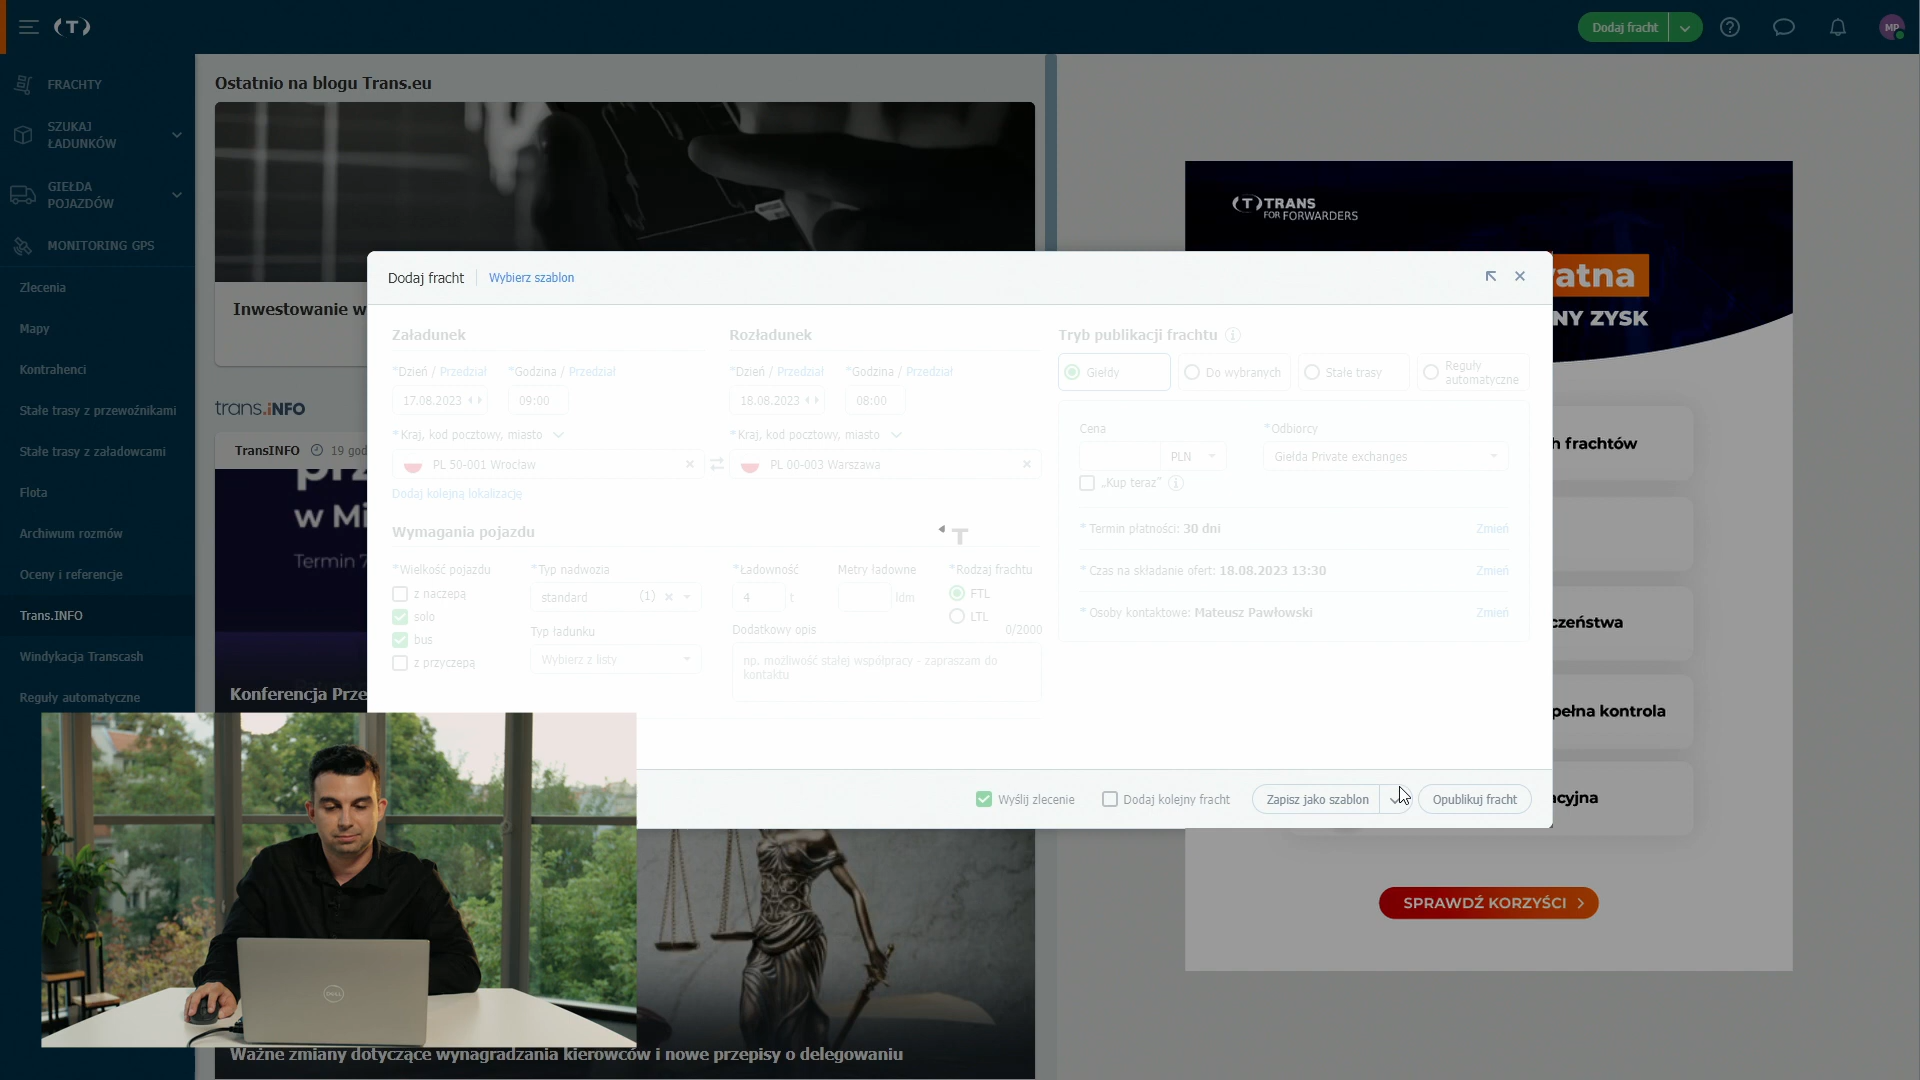 Dodaj fracht
MP
FRACHTY
SZUKAJ
ŁADUNKÓW
GIEŁDA
POJAZDÓW
MONITORING GPS
Zlecenia
Mapy
Kontrahenci
Stałe trasy z przewoźnikami
Stałe trasy z załadowcami
Flota
Archiwum rozmów
Oceny i referencje
Trans.INFO
Windykacja Transcash
Reguły automatyczne
Ostatnio na blogu Trans.eu
Inwestowanie w
trans.iNFO
TransINFO 19 god
w Mi
Termin 7
Konferencja Prze
Ważne zmiany dotyczące wynagradzania kierowców i nowe przepisy o delegowaniu
Dodaj fracht Wybierz szablon
Załadunek
*Dzień / Przedział *Godzina / Przedział
17.08.2023 09:00
*Kraj, kod pocztowy, miasto
PL 50-001 Wrocław
Dodaj kolejną lokalizację
Rozładunek
*Dzień / Przedział *Godzina / Przedział
18.08.2023 08:00
*Kraj, kod pocztowy, miasto
PL 00-003 Warszawa
Wymagania pojazdu
*Wielkość pojazdu
z naczepą
solo
bus
z przyczepą
*Typ nadwozia
standard (1)
Typ ładunku
Wybierz z listy
*Ładowność
4 t
Metry ładowne
ldm
*Rodzaj frachtu
FTL
LTL
Dodatkowy opis 0/2000
np. możliwość stałej współpracy - zapraszam do
kontaktu
T
Tryb publikacji frachtu
Giełdy
Do wybranych
Stałe trasy
Reguły
automatyczne
Cena
PLN
*Odbiorcy
Giełda Private exchanges
„Kup teraz"
* Termin płatności: 30 dni Zmień
* Czas na składanie ofert: 18.08.2023 13:30 Zmień
* Osoby kontaktowe: Mateusz Pawłowski Zmień
Wyślij zlecenie
Dodaj kolejny fracht
Zapisz jako szablon
Opublikuj fracht
(T) TRANS
FOR FORWARDERS
atna
NY ZYSK
h frachtów
czeństwa
pełna kontrola
acyjna
SPRAWDŹ KORZYŚCI
DELL